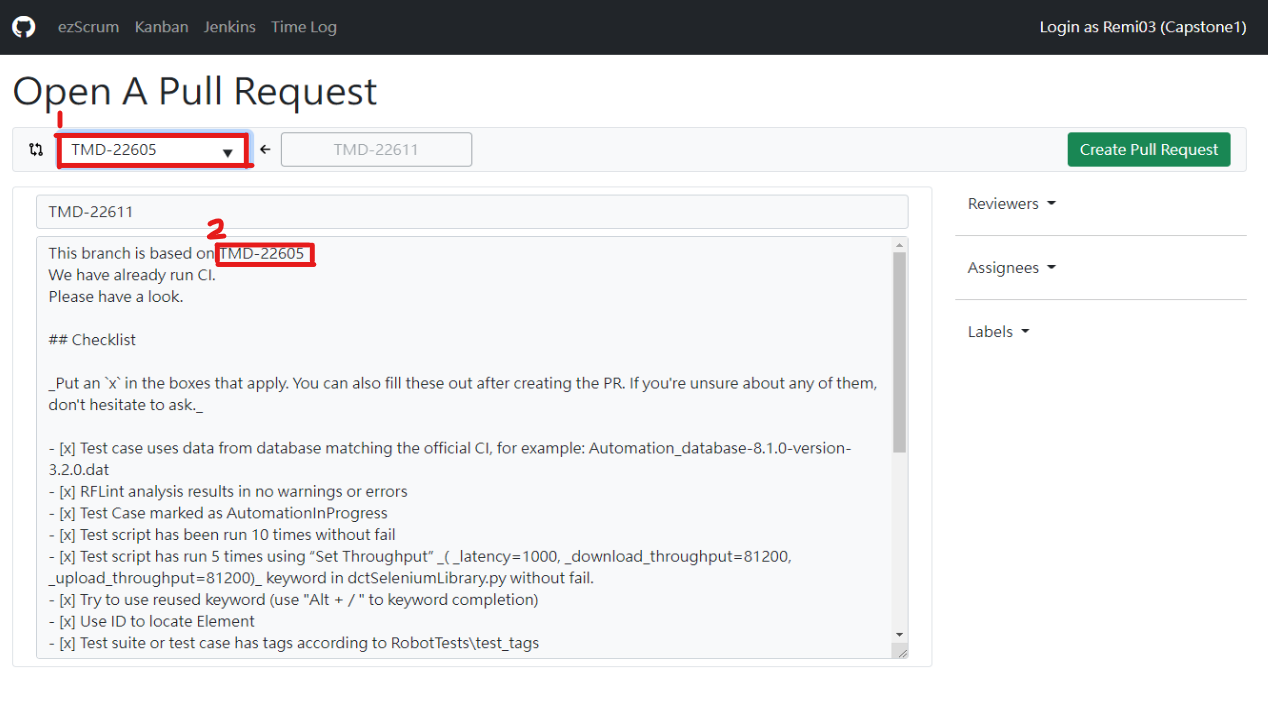 ezScrum Kanban Jenkins Time Log Login as Remi03 (Capstone1)
Open A Pull Request
1
TMD-22605 ▼ ← TMD-22611 Create Pull Request
TMD-22611
2
This branch is based on TMD-22605
We have already run CI.
Please have a look.
## Checklist
_Put an `x` in the boxes that apply. You can also fill these out after creating the PR. If you're unsure about any of them,
don't hesitate to ask._
- [x] Test case uses data from database matching the official CI, for example: Automation_database-8.1.0-version-
3.2.0.dat
- [x] RFLint analysis results in no warnings or errors
- [x] Test Case marked as AutomationInProgress
- [x] Test script has been run 10 times without fail
- [x] Test script has run 5 times using “Set Throughput” _( _latency=1000, _download_throughput=81200,
_upload_throughput=81200)_ keyword in dctSeleniumLibrary.py without fail.
- [x] Try to use reused keyword (use "Alt + / " to keyword completion)
- [x] Use ID to locate Element
- [x] Test suite or test case has tags according to RobotTests\test_tags
Reviewers
Assignees
Labels